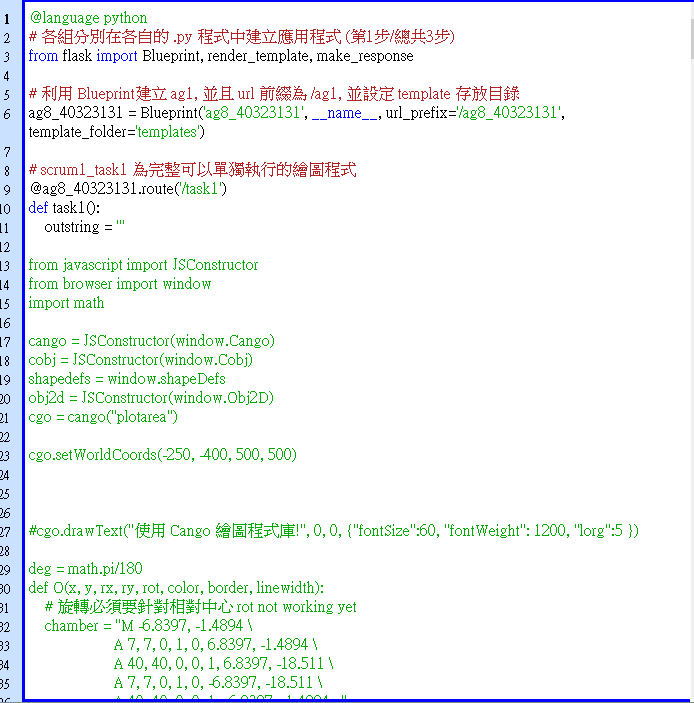 1 @language python
2 # 各組分別在各自的 .py 程式中建立應用程式 (第1步/總共3步)
3 from flask import Blueprint, render_template, make_response
4
5 # 利用 Blueprint建立 ag1, 並且 url 前綴為 /ag1, 並設定 template 存放目錄
6 ag8_40323131 = Blueprint('ag8_40323131', __name__, url_prefix='/ag8_40323131',
template_folder='templates')
7
8 # scrum1_task1 為完整可以單獨執行的繪圖程式
9 @ag8_40323131.route('/task1')
10 def task1():
11 outstring = '''
12
13 from javascript import JSConstructor
14 from browser import window
15 import math
16
17 cango = JSConstructor(window.Cango)
18 cobj = JSConstructor(window.Cobj)
19 shapedefs = window.shapeDefs
20 obj2d = JSConstructor(window.Obj2D)
21 cgo = cango("plotarea")
22
23 cgo.setWorldCoords(-250, -400, 500, 500)
24
25
26
27 #cgo.drawText("使用 Cango 繪圖程式庫!", 0, 0, {"fontSize":60, "fontWeight": 1200, "lorg":5 })
28
29 deg = math.pi/180
30 def O(x, y, rx, ry, rot, color, border, linewidth):
31 # 旋轉必須要針對相對中心 rot not working yet
32 chamber = "M -6.8397, -1.4894 \
33 A 7, 7, 0, 1, 0, 6.8397, -1.4894 \
34 A 40, 40, 0, 0, 1, 6.8397, -18.511 \
35 A 7, 7, 0, 1, 0, -6.8397, -18.511 \